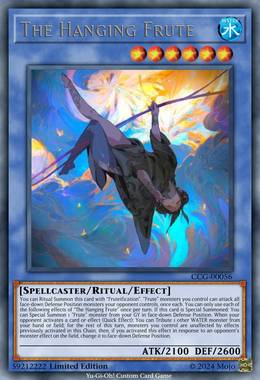 The Hanging Frute
WATER
水
CCG-00056
[Spellcaster/Ritual/Effect]
You can Ritual Summon this card with "Fruteification". "Frute" monsters you control can attack all
face-down Defense Position monsters your opponent controls, once each. You can only use each of
the following effects of "The Hanging Frute" once per turn. If this card is Special Summoned: You
can Special Summon 1 "Frute" monster from your GY in face-down Defense Position. When your
opponent activates a card or effect (Quick Effect): You can Tribute 1 other WATER monster from
your hand or field; for the rest of this turn, monsters you control are unaffected by effects
previously activated in this Chain, then, if you activated this effect in response to an opponent's
monster effect on the field, change it to face-down Defense Position.
ATK/2100 DEF/2600
59212222 Limited Edition
© 2024 Mojo
Yu-Gi-Oh! Custom Card Game